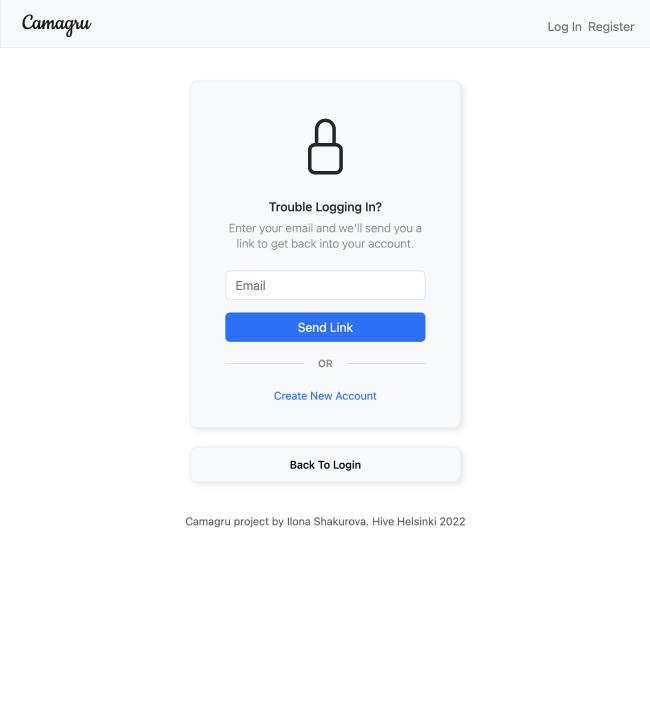 Camagru
Log In Register
Trouble Logging In?
Enter your email and we'll send you a
link to get back into your account.
Email
Send Link
OR
Create New Account
Back To Login
Camagru project by Ilona Shakurova. Hive Helsinki 2022